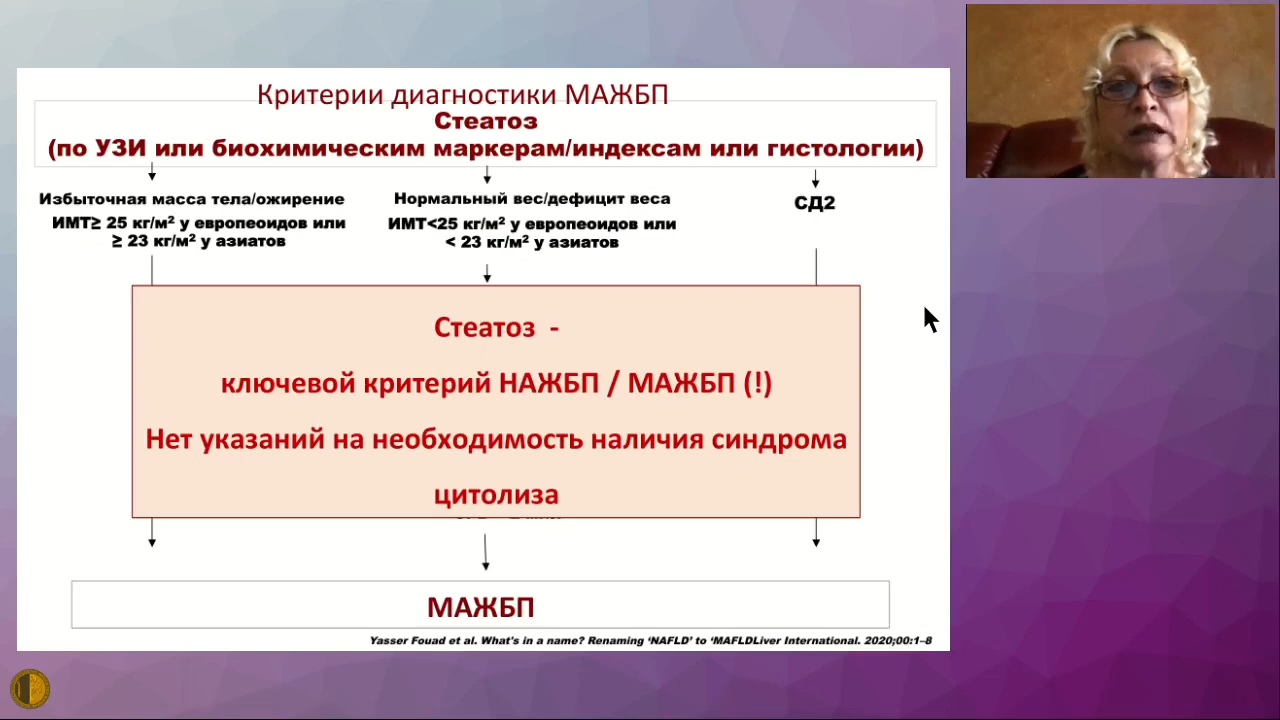 Критерии диагностики МАЖБП
Стеатоз
(по УЗИ или биохимическим маркерам/индексам или гистологии)
Избыточная масса тела/ожирение
ИМТ≥ 25 кг/м² у европеоидов или
≥ 23 кг/м² у азиатов
Нормальный вес/дефицит веса
ИМТ<25 кг/м² у европеоидов или
< 23 кг/м² у азиатов
СД2
Стеатоз -
ключевой критерий НАЖБП / МАЖБП (!)
Нет указаний на необходимость наличия синдрома
цитолиза
МАЖБП
Yasser Fouad et al. What's in a name? Renaming ‘NAFLD’ to ‘MAFLDLiver International. 2020;00:1–8